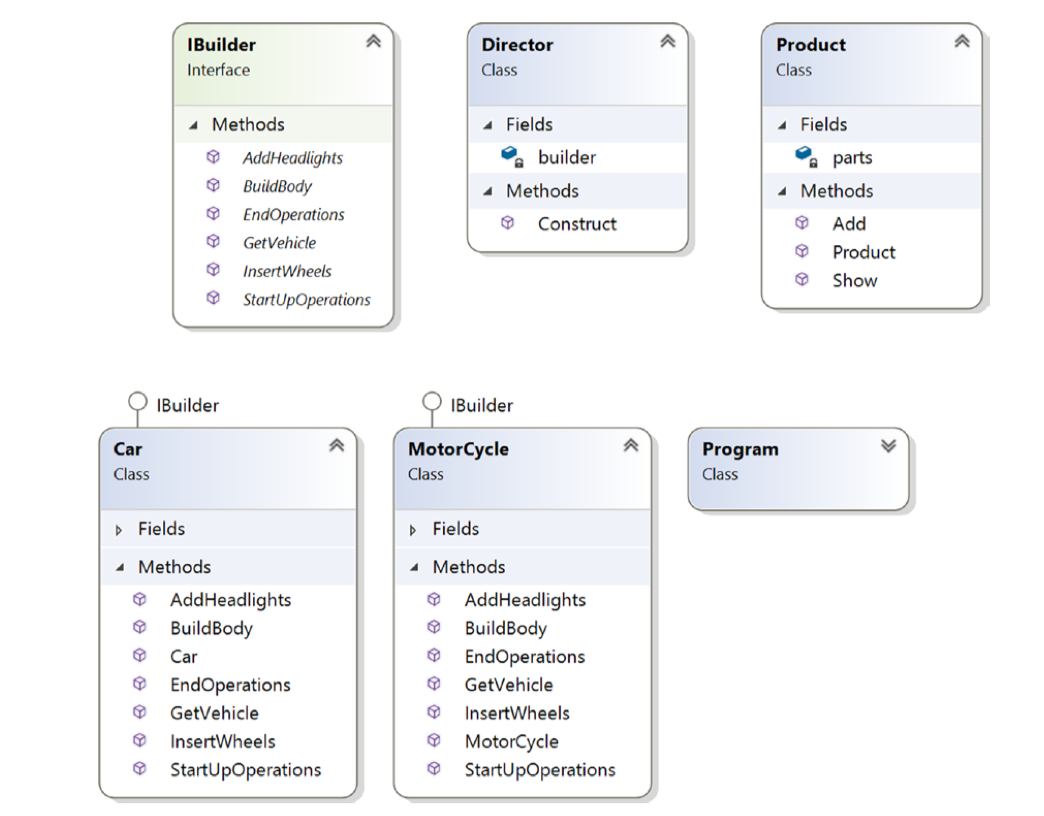 IBuilder
Interface
Methods
AddHeadlights
BuildBody
EndOperations
GetVehicle
InsertWheels
StartUpOperations
Director
Class
Fields
builder
Methods
Construct
Product
Class
Fields
parts
Methods
Add
Product
Show
IBuilder
Car
Class
Fields
Methods
AddHeadlights
BuildBody
Car
EndOperations
GetVehicle
InsertWheels
StartUpOperations
IBuilder
MotorCycle
Class
Fields
Methods
AddHeadlights
BuildBody
EndOperations
GetVehicle
InsertWheels
MotorCycle
StartUpOperations
Program
Class